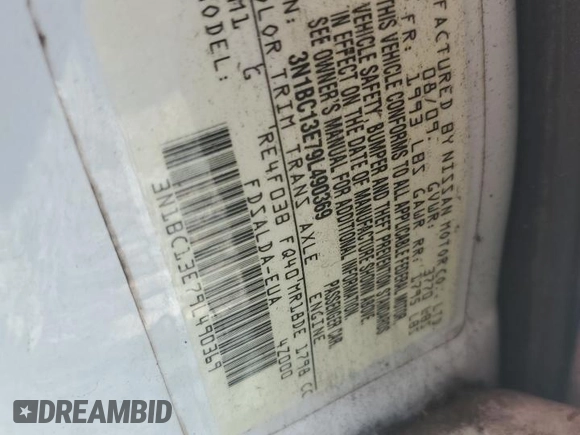 FACTURED BY NISSAN MOTOR CO., LTD.
08/09 GVWR: 3770 LBS
FR: 1993 LBS GAWR RR: 1795 LBS
THIS VEHICLE CONFORMS TO ALL APPLICABLE FEDERAL MOTOR
VEHICLE SAFETY, BUMPER AND THEFT PREVENTION STANDARDS
IN EFFECT ON THE DATE OF MANUFACTURE SHOWN ABOVE.
SEE OWNER'S MANUAL FOR ADDITIONAL INFORMATION.
3N1BC13E79L490369 PASSENGER CAR
OLOR TRIM TRANS AXLE ENGINE
G RE4F03B FQ40 MR18DE 1798 CC
MODEL: FDSALDA-EUA 47000
3N1BC13E79L490369
DREAMBID